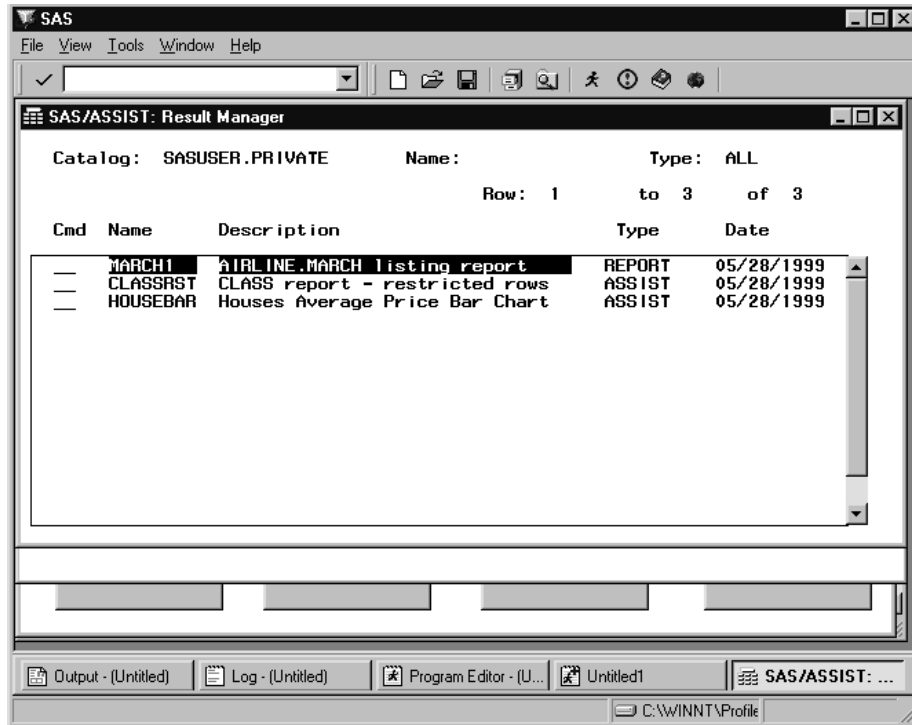 SAS
File View Tools Window Help
SAS/ASSIST: Result Manager
Catalog: SASUSER.PRIVATE Name: Type: ALL
Row: 1 to 3 of 3
Cmd Name Description Type Date
MARCH1 AIRLINE.MARCH listing report REPORT 05/28/1999
CLASSRST CLASS report - restricted rows ASSIST 05/28/1999
HOUSEBAR Houses Average Price Bar Chart ASSIST 05/28/1999
Output - (Untitled) Log - (Untitled) Program Editor - (U... Untitled1 SAS/ASSIST: ...
C:\WINNT\Profile